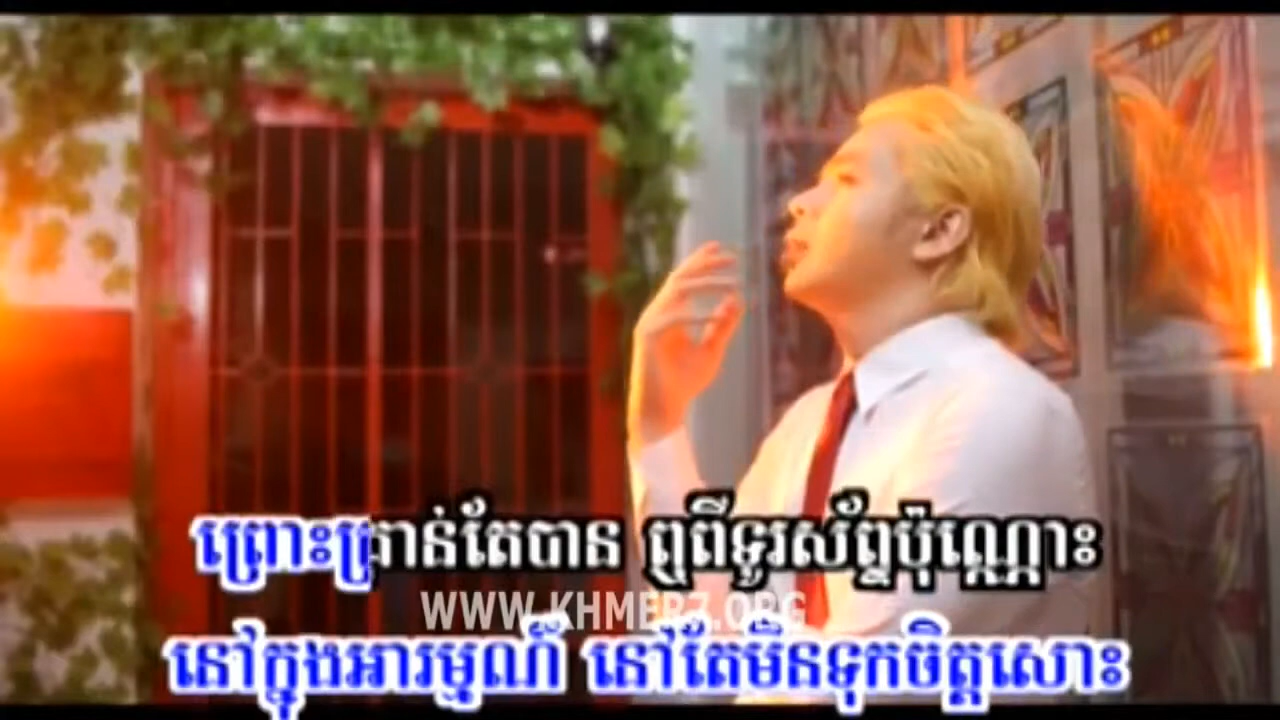 ព្រោះគ្រាន់តែបាន ឮពីទូរស័ព្ទប៉ុណ្ណោះ
WWW.KHMER7.ORG
នៅក្នុងអារម្មណ៍ នៅតែមិនទុកចិត្តសោះ